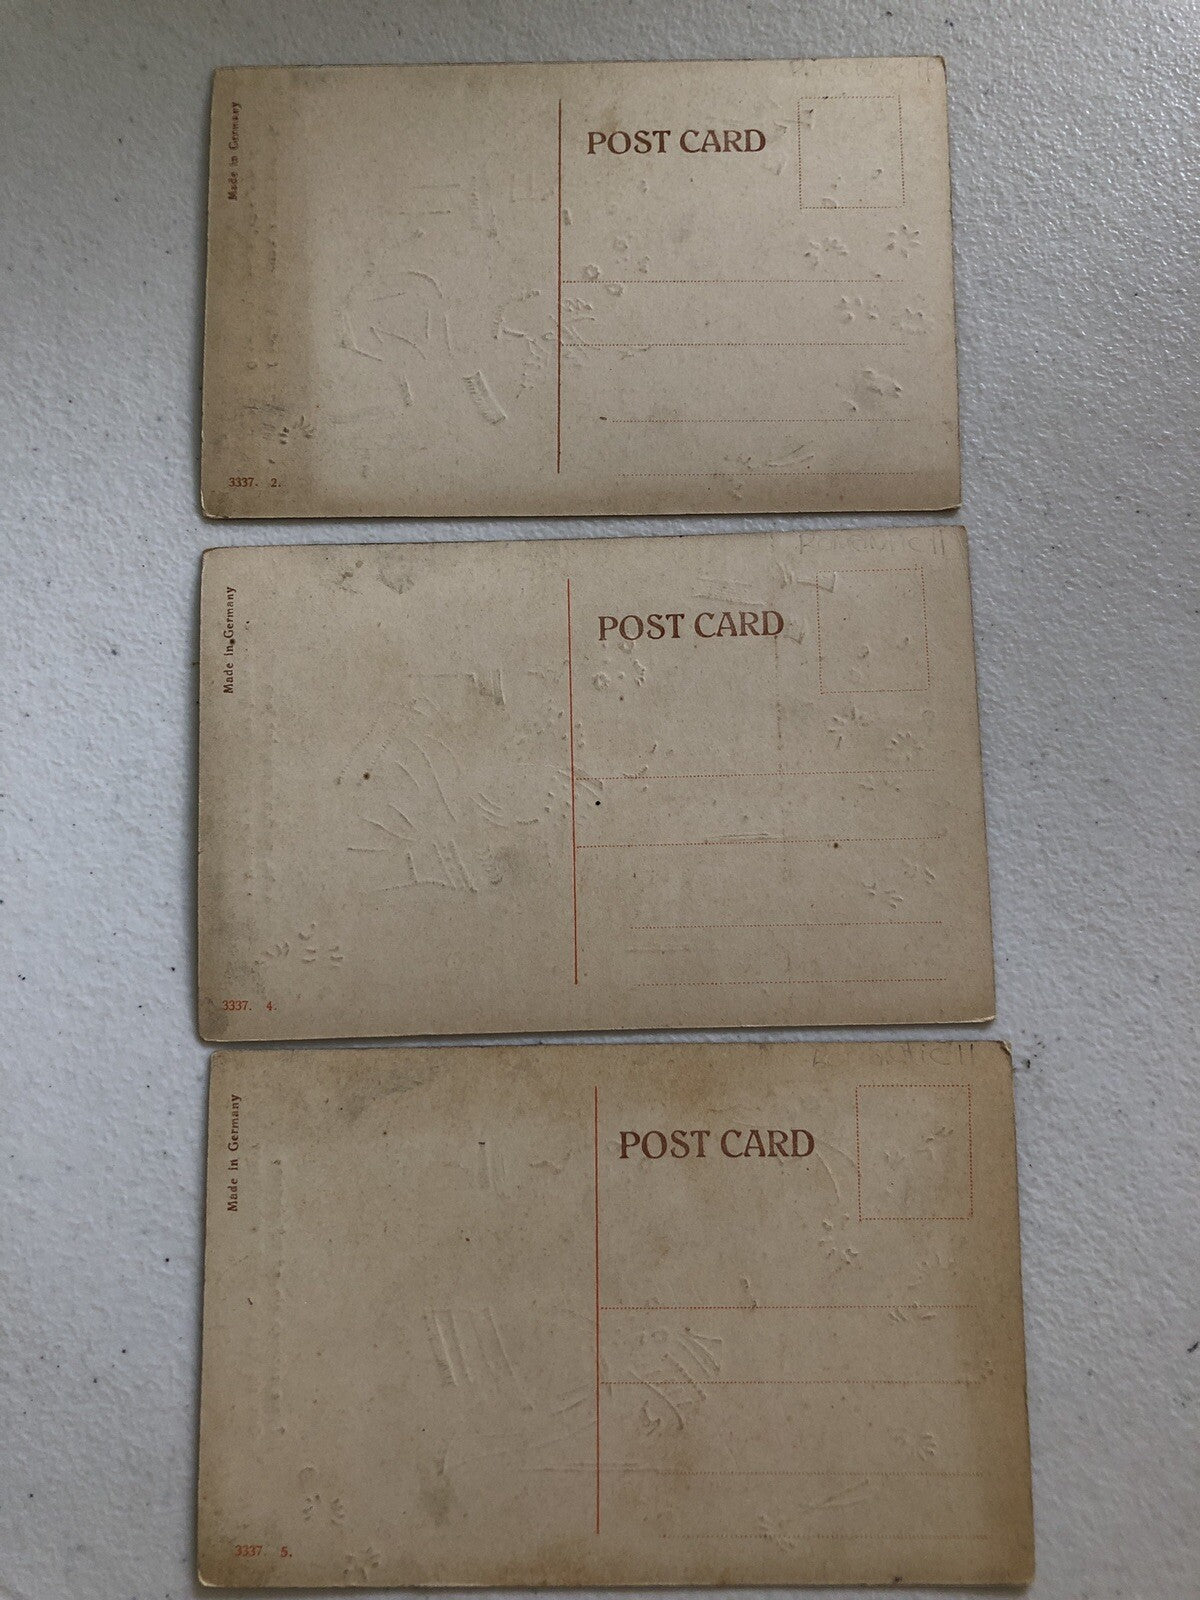 Made in Germany
POST CARD
3337. 2.
Made in Germany
POST CARD
3337. 4.
Made in Germany
POST CARD
3337. 5.